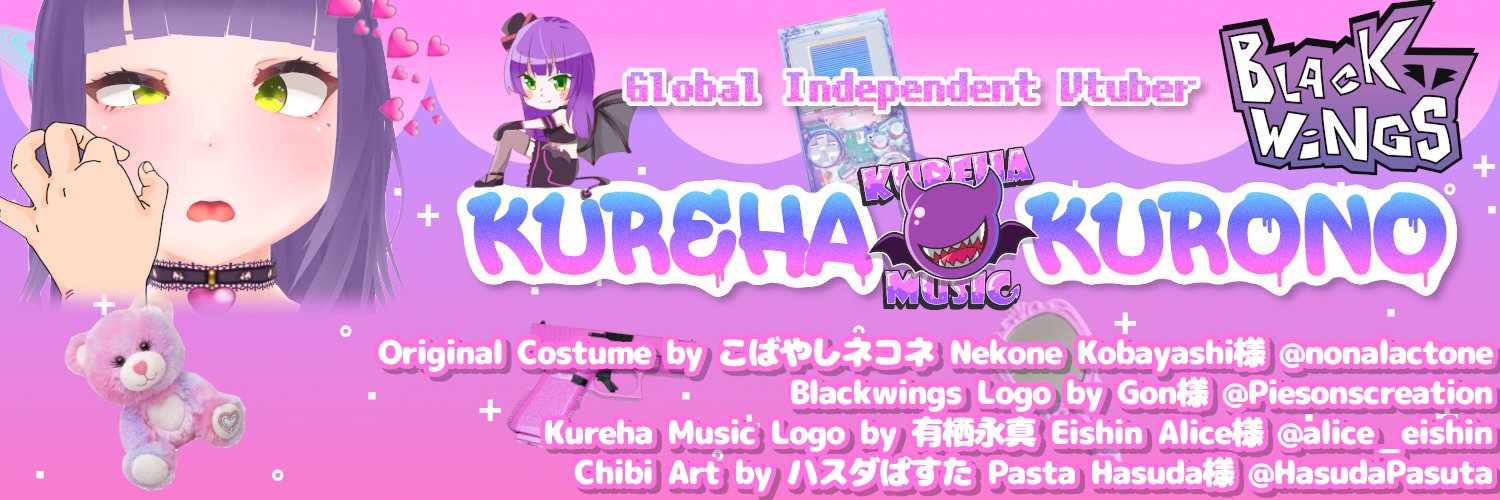 Global Independent Vtuber
BLACK
WiNGS
KUREHA KURONO
KUREHA
MUSIC
Original Costume by こばやしネコネ Nekone Kobayashi様 @nonalactone
Blackwings Logo by Gon様 @Piesonscreation
Kureha Music Logo by 有栖永真 Eishin Alice様 @alice_eishin
Chibi Art by ハスダぱすた Pasta Hasuda様 @HasudaPasuta